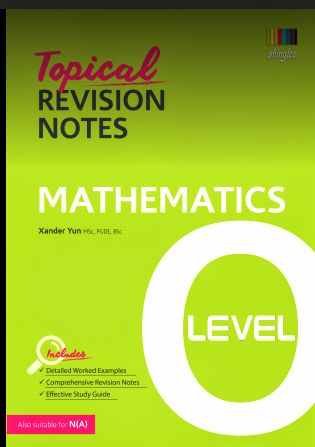 shinglee
Topical
REVISION
NOTES
MATHEMATICS
Xander Yun MSc, PGDE, BSc
O
LEVEL
Includes
✓ Detailed Worked Examples
✓ Comprehensive Revision Notes
✓ Effective Study Guide
Also suitable for N(A)